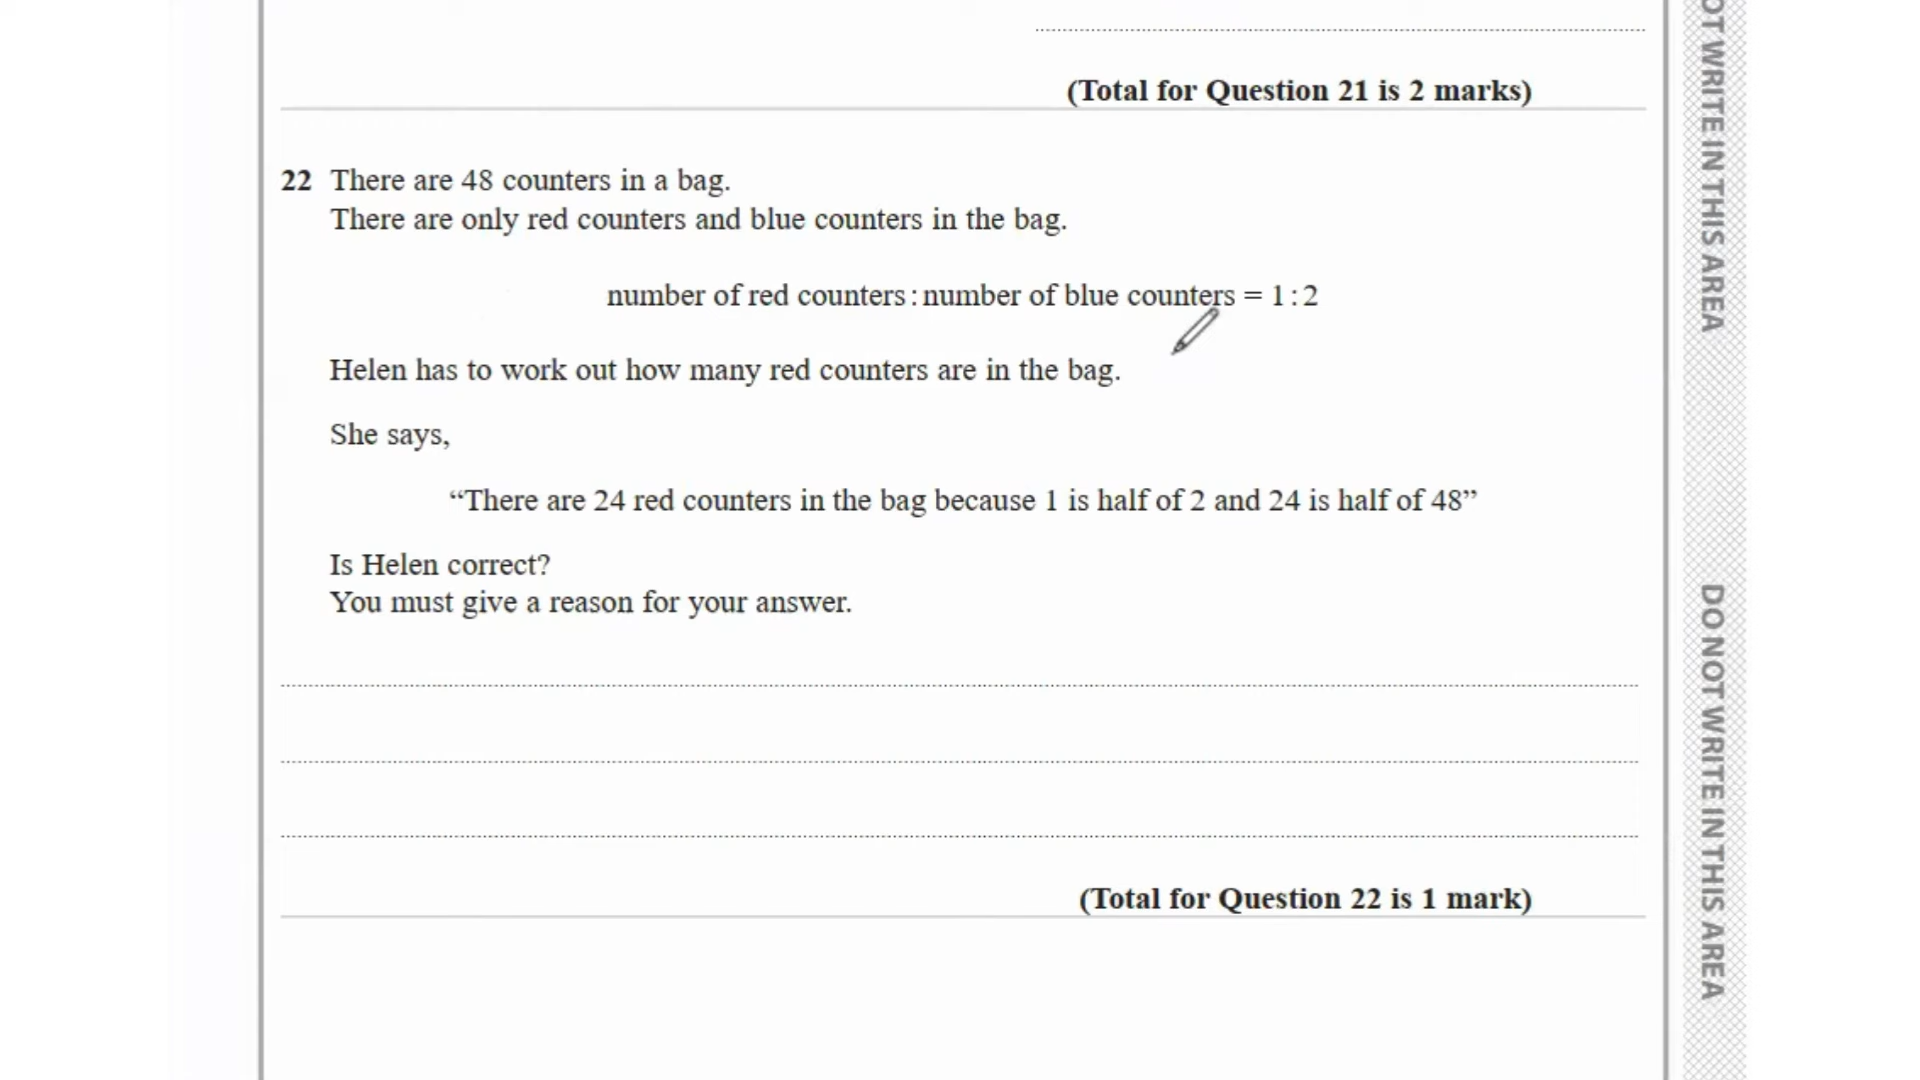 (Total for Question 21 is 2 marks)
22 There are 48 counters in a bag.
There are only red counters and blue counters in the bag.
number of red counters : number of blue counters = 1 : 2
Helen has to work out how many red counters are in the bag.
She says,
“There are 24 red counters in the bag because 1 is half of 2 and 24 is half of 48”
Is Helen correct?
You must give a reason for your answer.
(Total for Question 22 is 1 mark)
OT WRITE IN THIS AREA
DO NOT WRITE IN THIS AREA